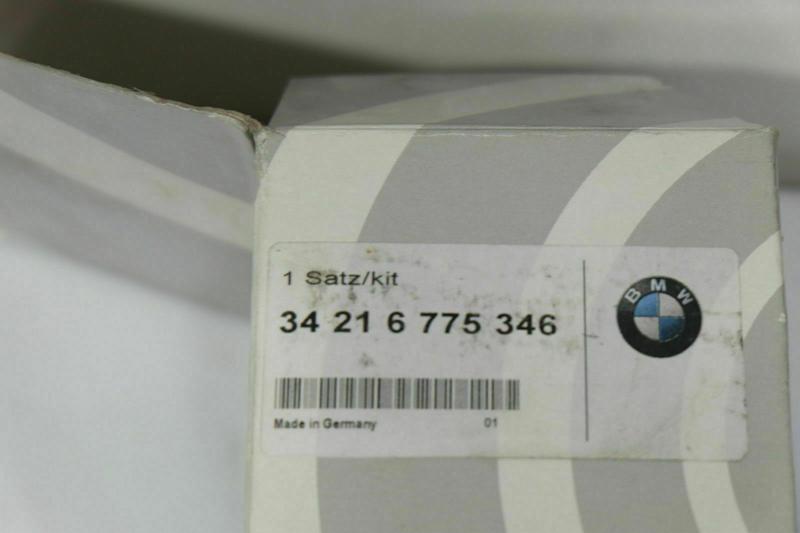 1 Satz/kit
34 21 6 775 346
BMW
Made in Germany 01